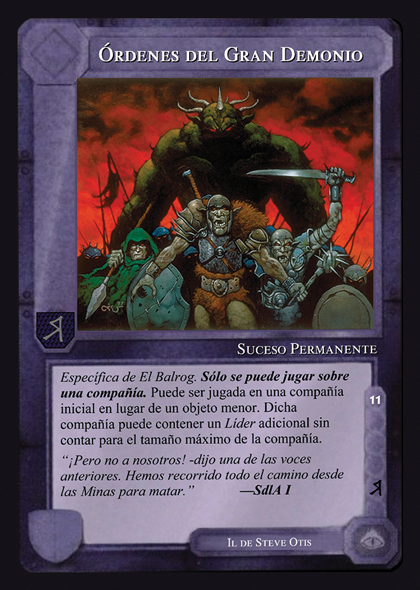 Órdenes del Gran Demonio
Suceso Permanente
Específica de El Balrog. Sólo se puede jugar sobre
una compañía. Puede ser jugada en una compañía
inicial en lugar de un objeto menor. Dicha
compañía puede contener un Líder adicional sin
contar para el tamaño máximo de la compañía.
11
“¡Pero no a nosotros! -dijo una de las voces
anteriores. Hemos recorrido todo el camino desde
las Minas para matar.” —SdlA I
Il de Steve Otis